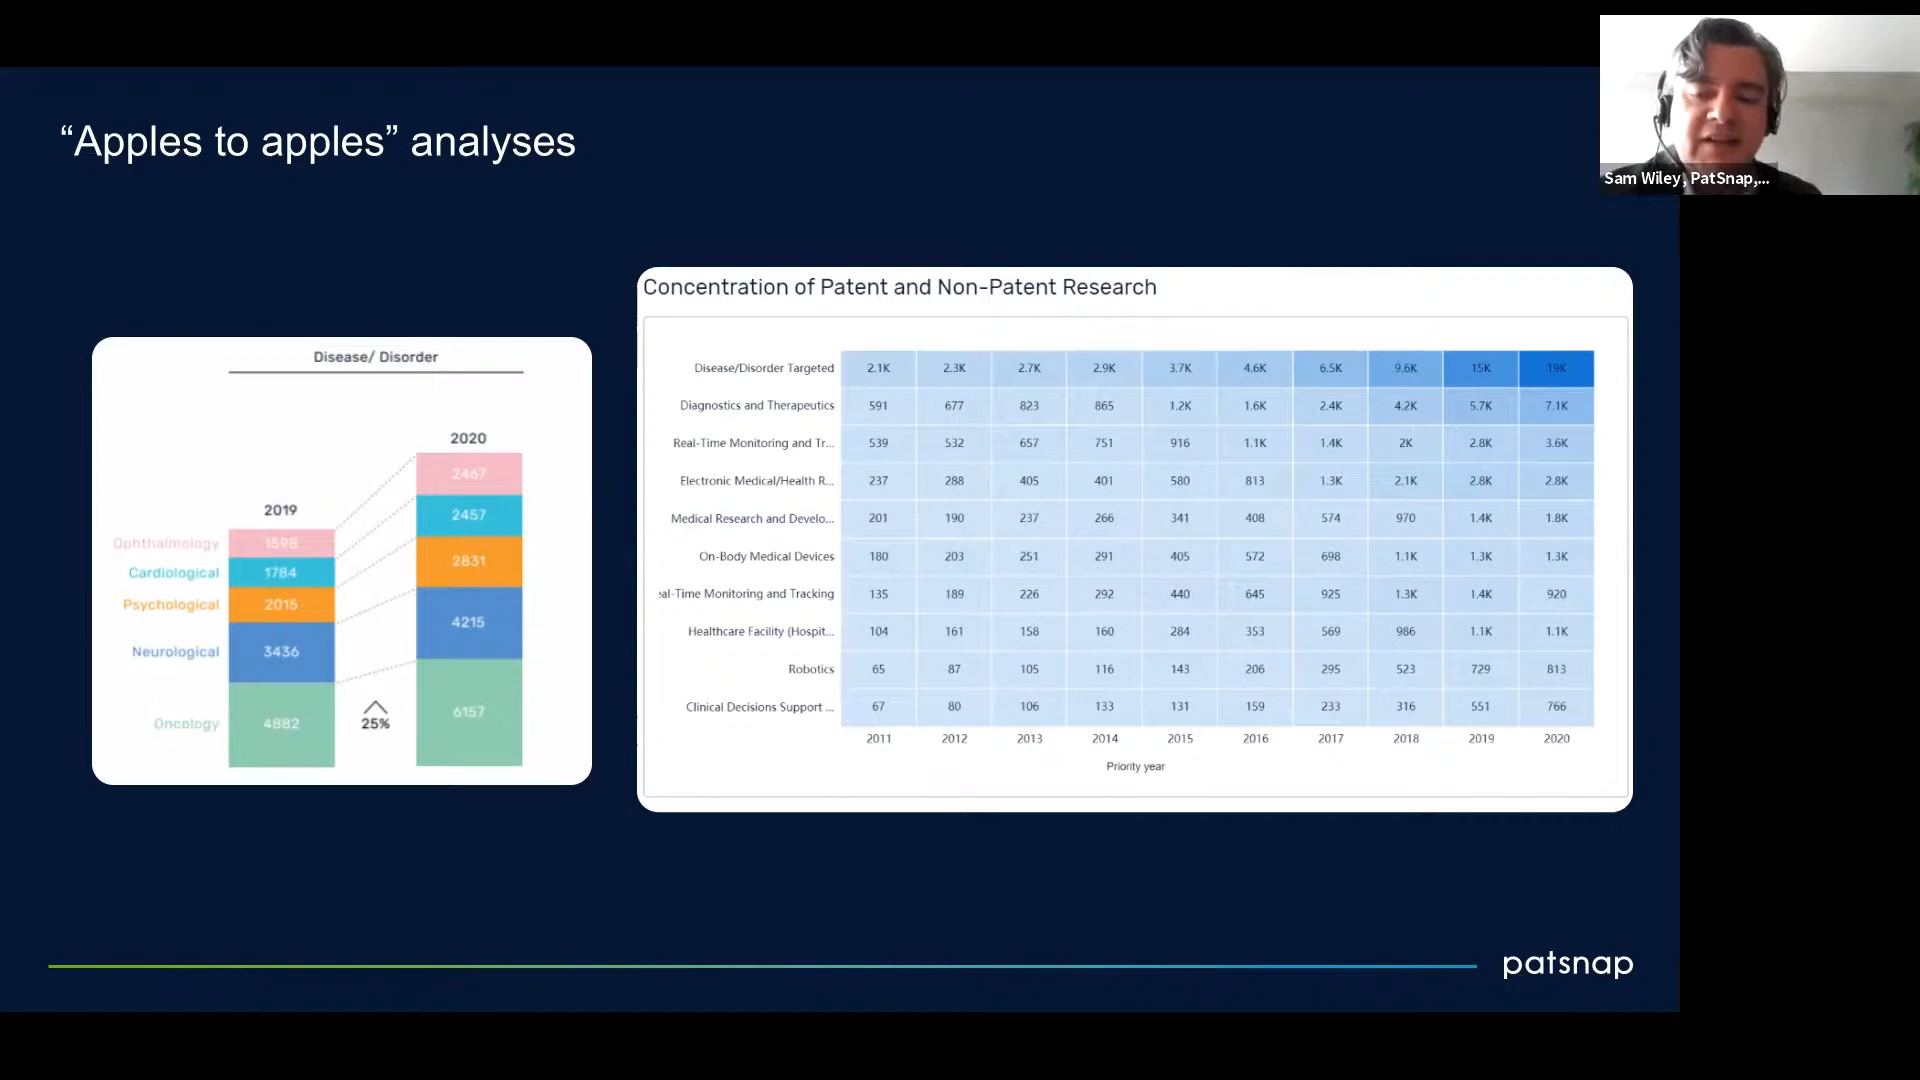 “Apples to apples” analyses
Sam Wiley, PatSnap,...
Disease/ Disorder
2019
2020
Ophthalmology 1598 2467
Cardiological 1784 2457
Psychological 2015 2831
Neurological 3436 4215
Oncology 4882 6157
25%
Concentration of Patent and Non-Patent Research
Disease/Disorder Targeted 2.1K 2.3K 2.7K 2.9K 3.7K 4.6K 6.5K 9.6K 15K 19K
Diagnostics and Therapeutics 591 677 823 865 1.2K 1.6K 2.4K 4.2K 5.7K 7.1K
Real-Time Monitoring and Tr... 539 532 657 751 916 1.1K 1.4K 2K 2.8K 3.6K
Electronic Medical/Health R... 237 288 405 401 580 813 1.3K 2.1K 2.8K 2.8K
Medical Research and Develo... 201 190 237 266 341 408 574 970 1.4K 1.8K
On-Body Medical Devices 180 203 251 291 405 572 698 1.1K 1.3K 1.3K
al-Time Monitoring and Tracking 135 189 226 292 440 645 925 1.3K 1.4K 920
Healthcare Facility (Hospit... 104 161 158 160 284 353 569 986 1.1K 1.1K
Robotics 65 87 105 116 143 206 295 523 729 813
Clinical Decisions Support ... 67 80 106 133 131 159 233 316 551 766
2011 2012 2013 2014 2015 2016 2017 2018 2019 2020
Priority year
patsnap